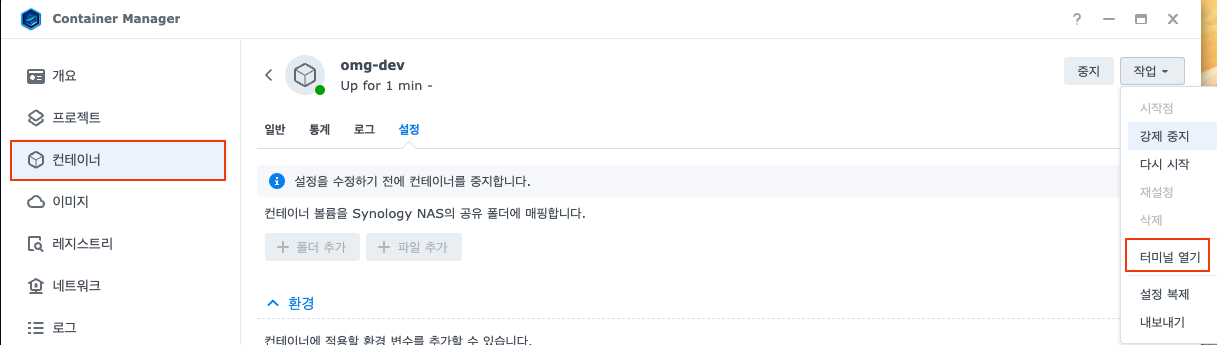 Container Manager
개요
프로젝트
컨테이너
이미지
레지스트리
네트워크
로그
omg-dev
Up for 1 min -
중지
작업
일반 통계 로그 설정
설정을 수정하기 전에 컨테이너를 중지합니다.
컨테이너 볼륨을 Synology NAS의 공유 폴더에 매핑합니다.
폴더 추가 파일 추가
환경
컨테이너에 적용할 환경 변수를 추가할 수 있습니다.
시작점
강제 중지
다시 시작
재설정
삭제
터미널 열기
설정 복제
내보내기